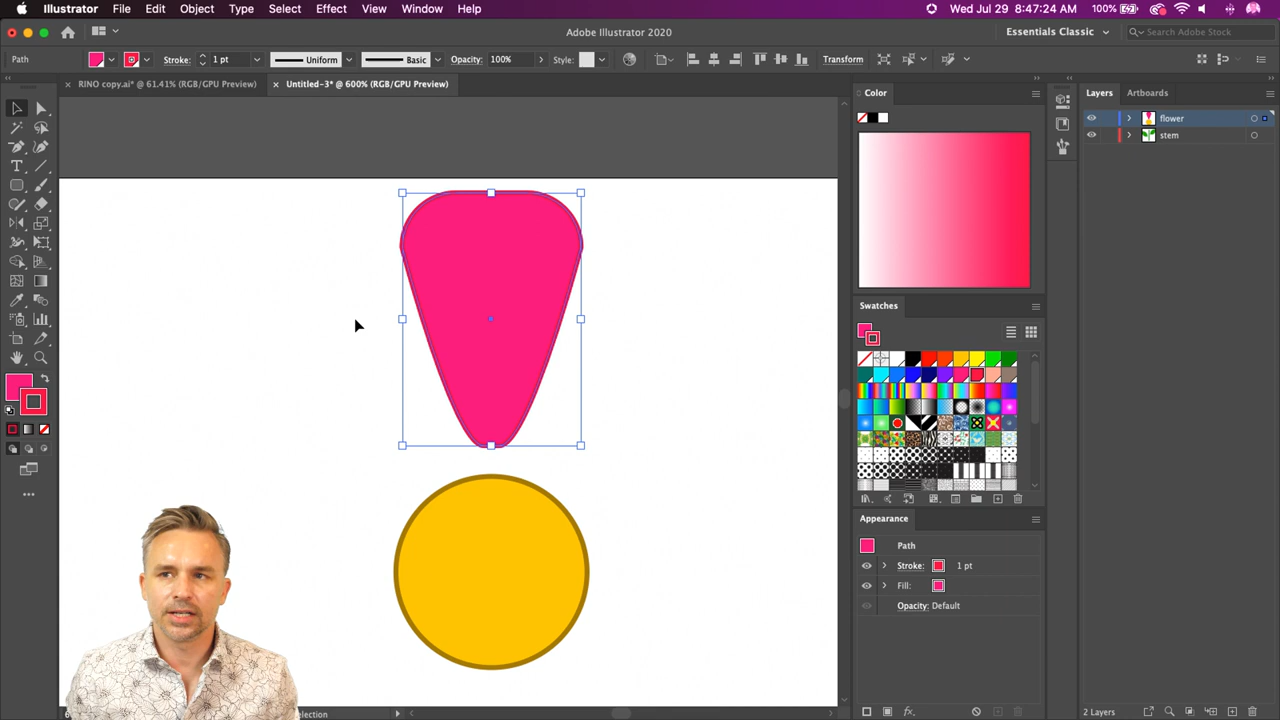 Illustrator File Edit Object Type Select Effect View Window Help Wed Jul 29 8:47:24 AM 100%
Adobe Illustrator 2020 Essentials Classic Search Adobe Stock
Path Stroke: 1 pt Uniform Basic Opacity: 100% Style: Transform
× RINO copy.ai* @ 61.41% (RGB/GPU Preview) × Untitled-3* @ 600% (RGB/GPU Preview)
Color
Layers Artboards
flower
stem
Swatches
Appearance
Path
Stroke: 1 pt
Fill:
Opacity: Default
2 Layers